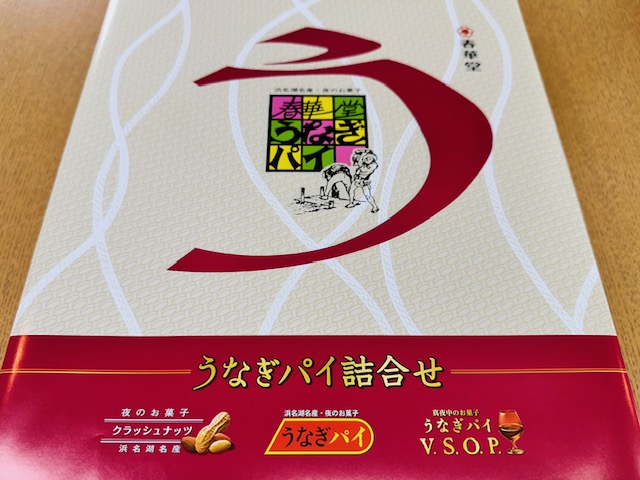 春華堂
う
浜名湖名産・夜のお菓子
春華堂
うなぎ
パイ
うなぎパイ詰合せ
夜のお菓子
クラッシュナッツ
浜名湖名産
浜名湖名産・夜のお菓子
うなぎパイ
真夜中のお菓子
うなぎパイ
V.S.O.P.